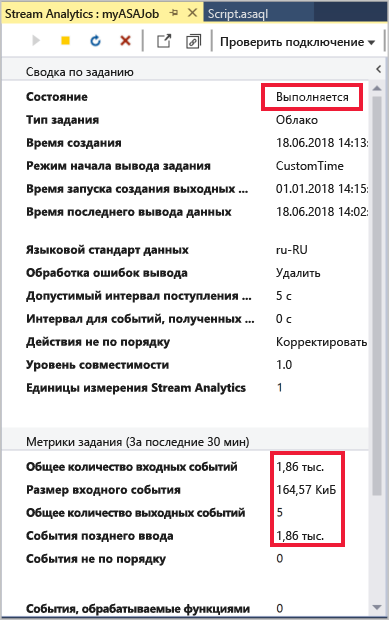 Stream Analytics : myASAJob
Script.asaql
Проверить подключение
Сводка по заданию
Состояние Выполняется
Тип задания Облако
Время создания 18.06.2018 14:13:
Режим начала вывода задания CustomTime
Время запуска создания выходных ... 01.01.2018 14:15:
Время последнего вывода данных 18.06.2018 14:02:
Языковой стандарт данных ru-RU
Обработка ошибок вывода Удалить
Допустимый интервал поступления ... 5 с
Интервал для событий, полученных ... 0 с
Действия не по порядку Корректировать
Уровень совместимости 1.0
Единицы измерения Stream Analytics 1
Метрики задания (За последние 30 мин)
Общее количество входных событий 1,86 тыс.
Размер входного события 164,57 КиБ
Общее количество выходных событий 5
События позднего ввода 1,86 тыс.
События не по порядку 0
События, обрабатываемые функциями 0